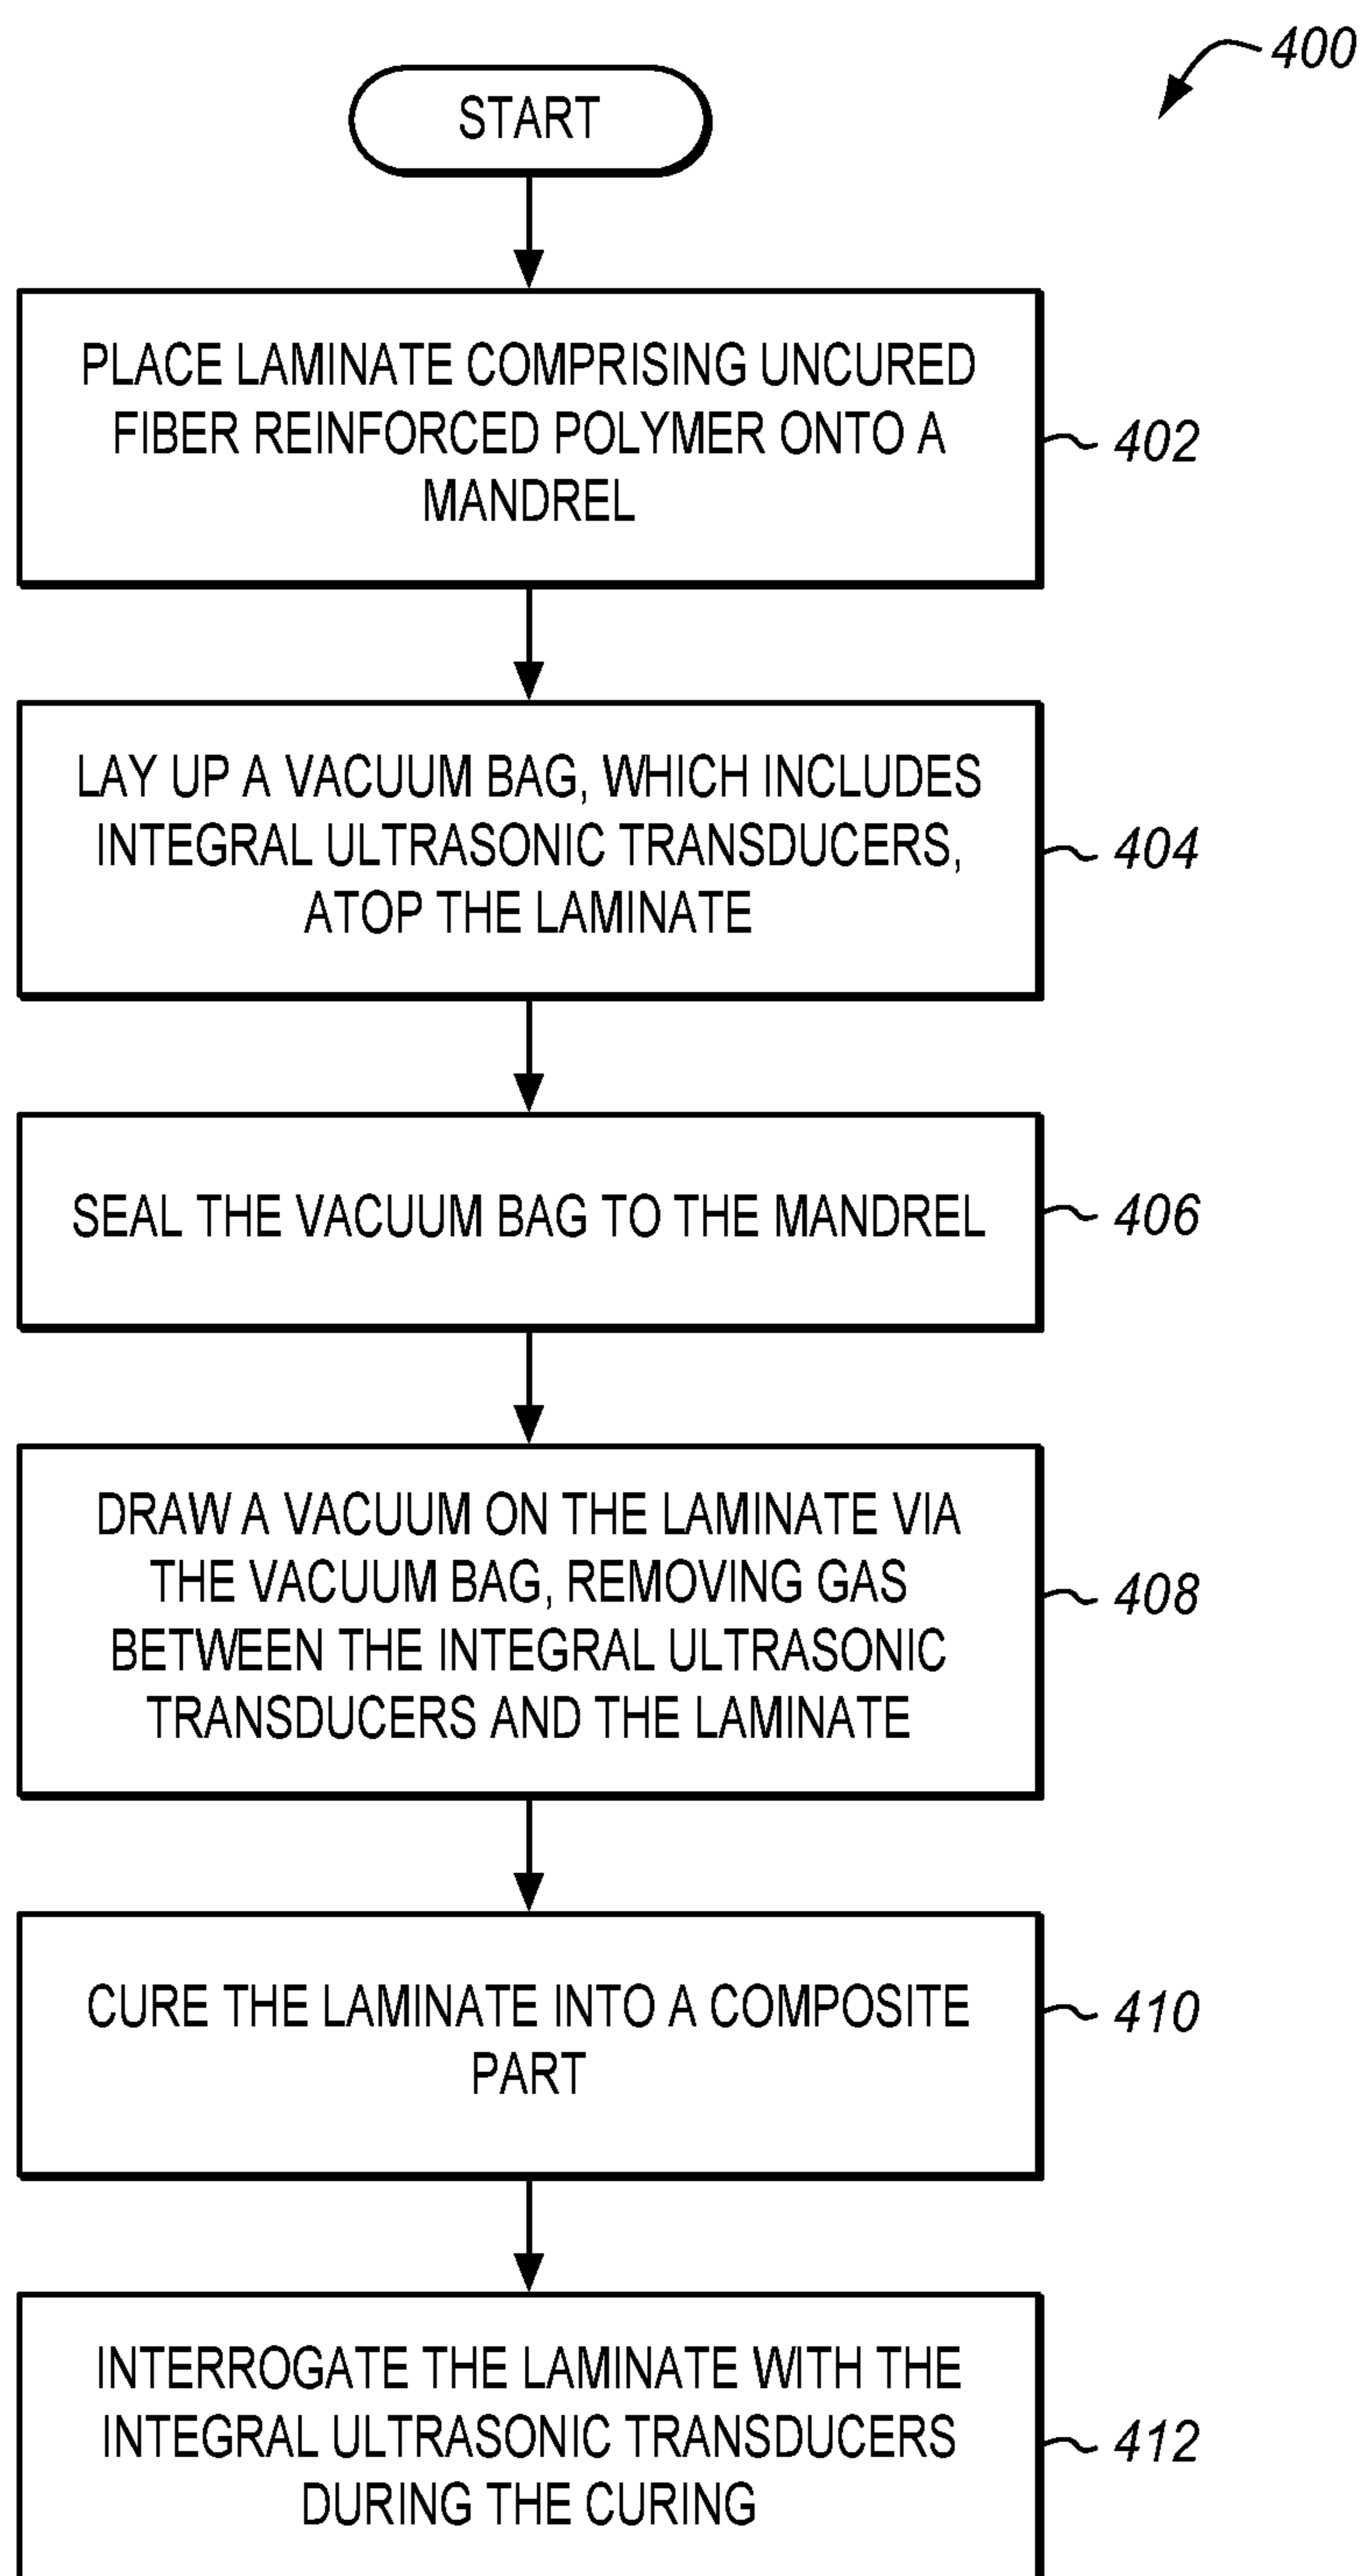 400
START
PLACE LAMINATE COMPRISING UNCURED
FIBER REINFORCED POLYMER ONTO A
MANDREL
402
LAY UP A VACUUM BAG, WHICH INCLUDES
INTEGRAL ULTRASONIC TRANSDUCERS,
ATOP THE LAMINATE
404
SEAL THE VACUUM BAG TO THE MANDREL
406
DRAW A VACUUM ON THE LAMINATE VIA
THE VACUUM BAG, REMOVING GAS
BETWEEN THE INTEGRAL ULTRASONIC
TRANSDUCERS AND THE LAMINATE
408
CURE THE LAMINATE INTO A COMPOSITE
PART
410
INTERROGATE THE LAMINATE WITH THE
INTEGRAL ULTRASONIC TRANSDUCERS
DURING THE CURING
412